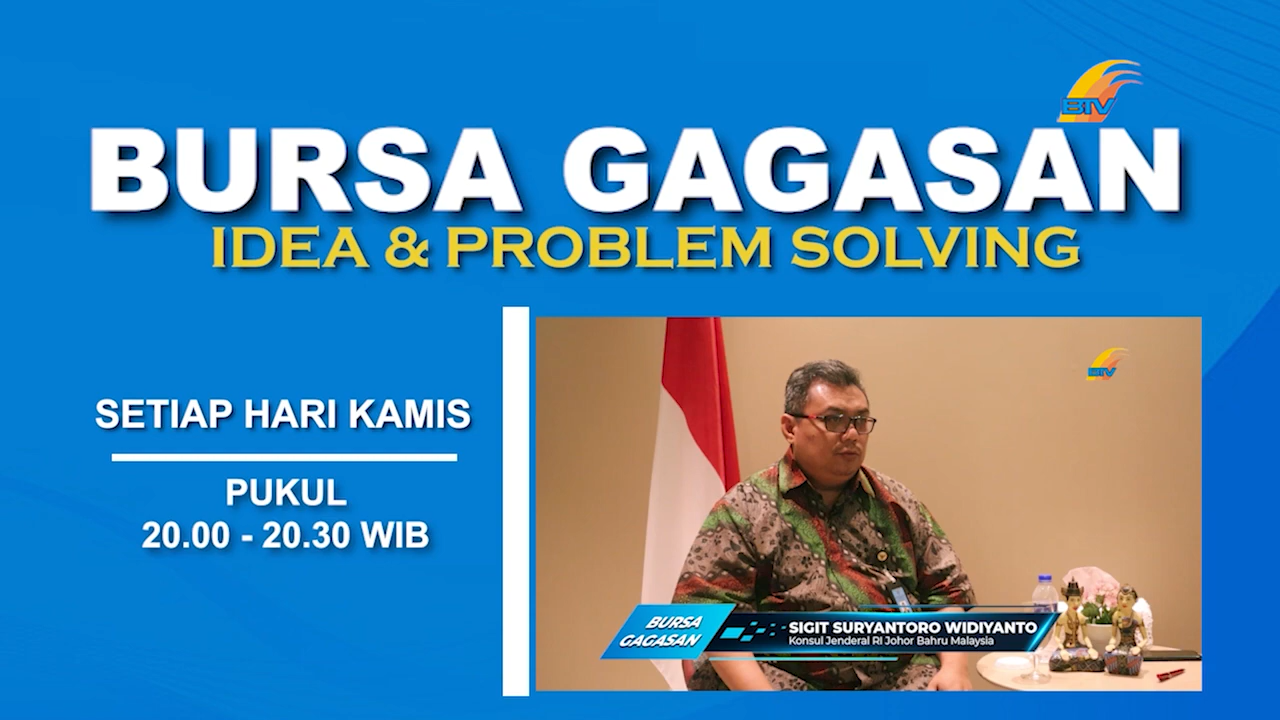 BTV
BURSA GAGASAN
IDEA & PROBLEM SOLVING
SETIAP HARI KAMIS
PUKUL
20.00 - 20.30 WIB
BTV
BURSA
GAGASAN
SIGIT SURYANTORO WIDIYANTO
Konsul Jenderal RI Johor Bahru Malaysia